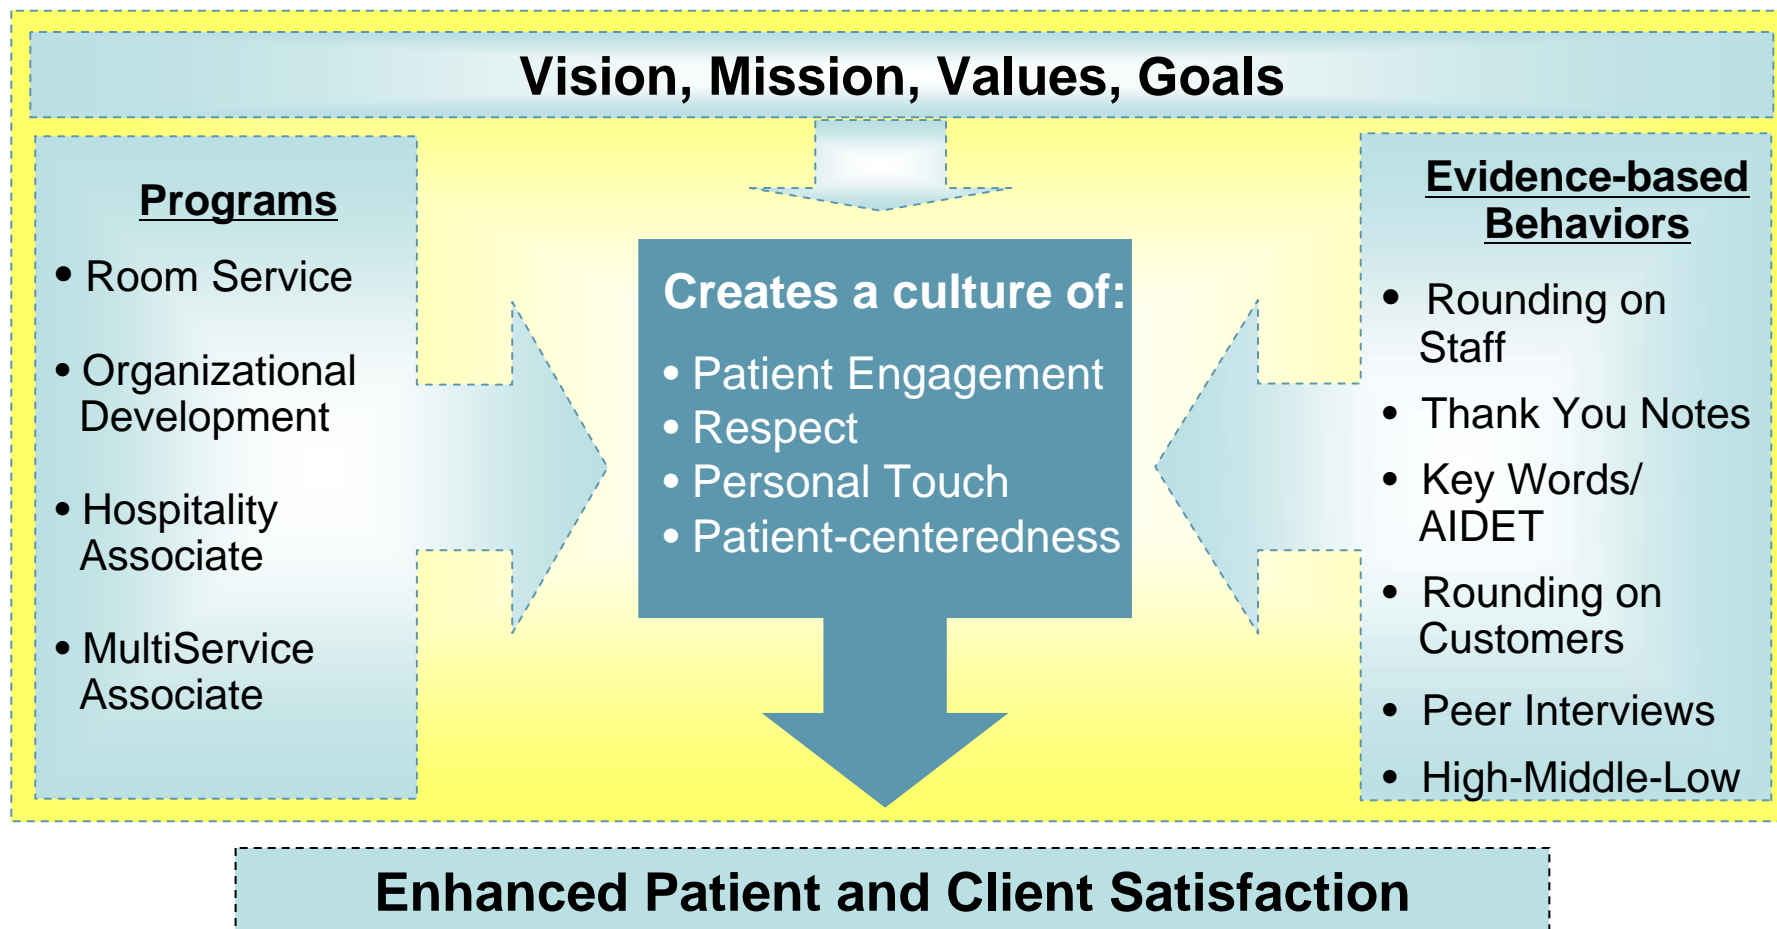 Vision, Mission, Values, Goals
Programs
• Room Service
• Organizational
Development
• Hospitality
Associate
• MultiService
Associate
Creates a culture of:
• Patient Engagement
• Respect
• Personal Touch
• Patient-centeredness
Evidence-based
Behaviors
• Rounding on
Staff
• Thank You Notes
• Key Words/
AIDET
• Rounding on
Customers
• Peer Interviews
• High-Middle-Low
Enhanced Patient and Client Satisfaction